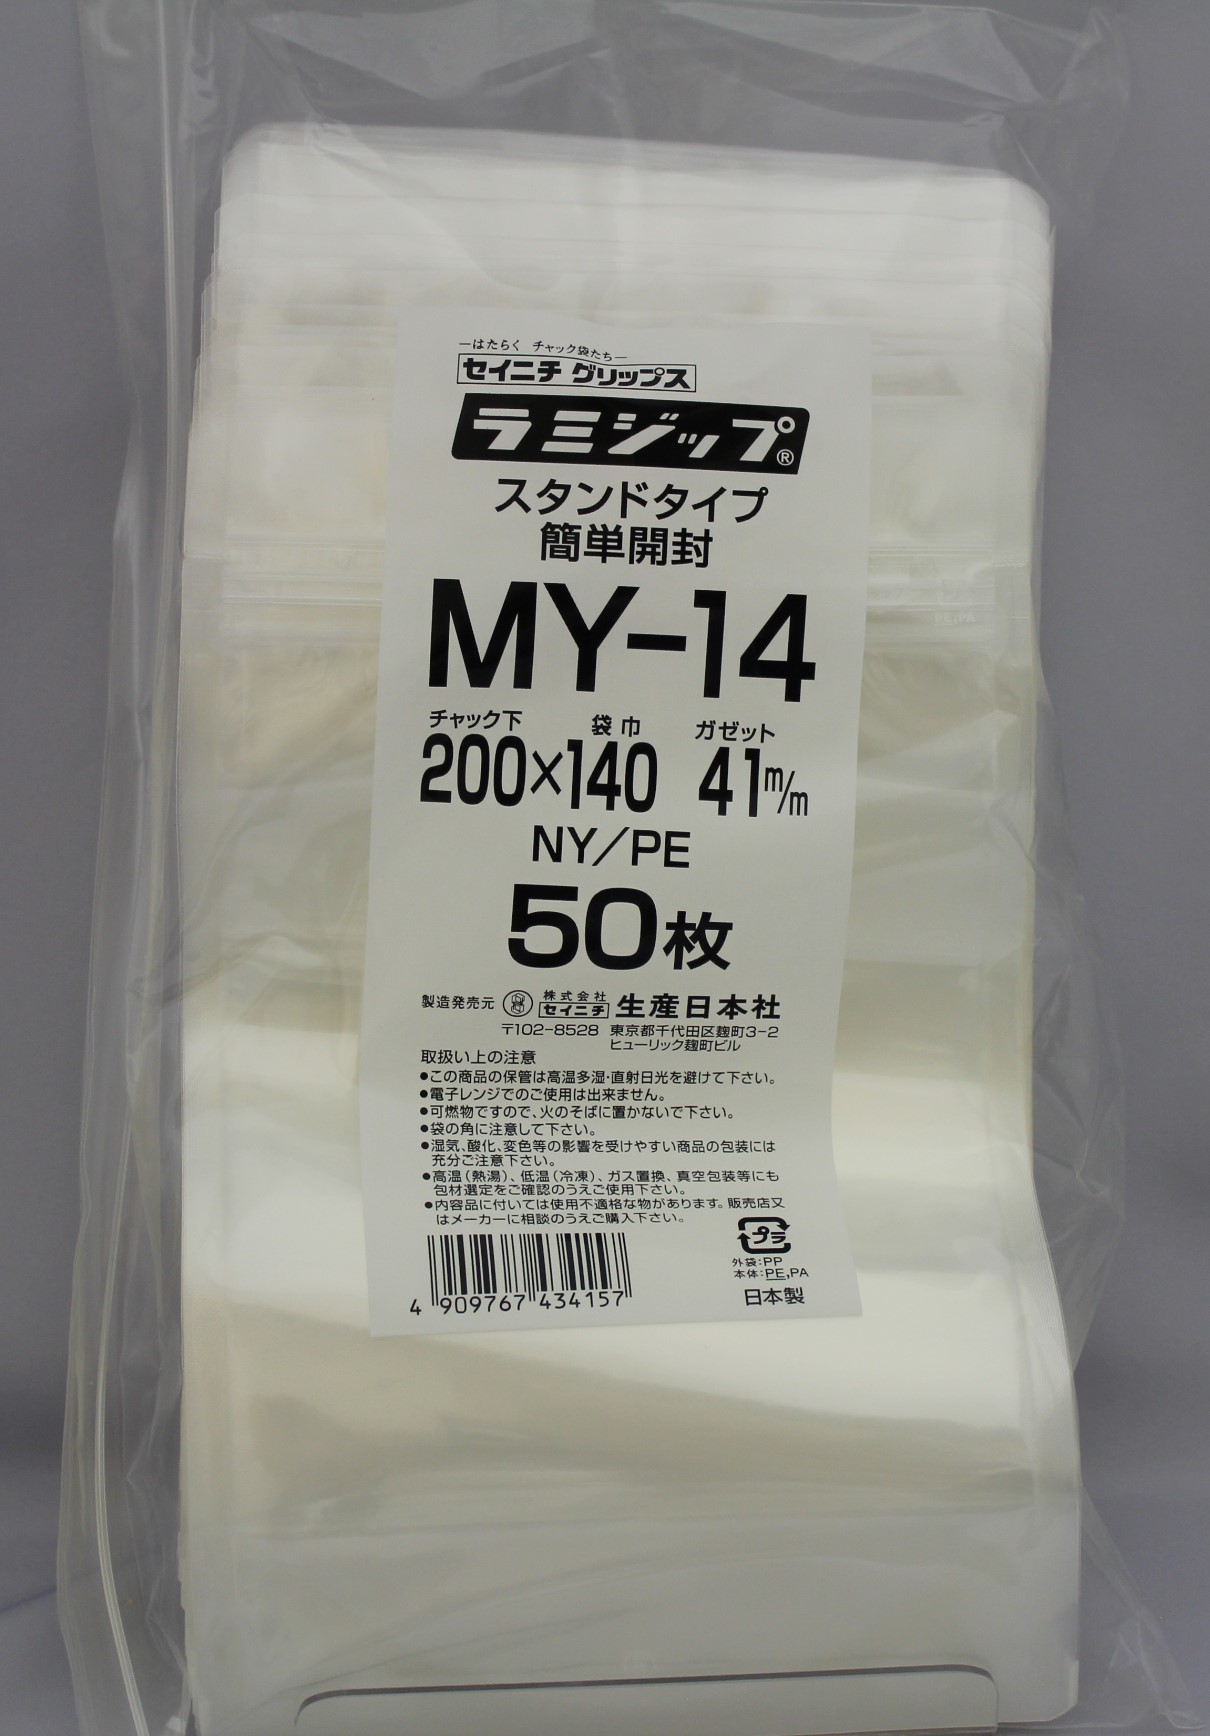 ―はたらく チャック袋たち―
セイニチ グリップス
ラミジップ®
スタンドタイプ
簡単開封
MY-14
チャック下 袋巾 ガゼット
200×140 41m/m
NY/PE
50枚
製造発売元 株式会社 セイニチ 生産日本社
〒102-8528 東京都千代田区麹町3-2
ヒューリック麹町ビル
取扱い上の注意
●この商品の保管は高温多湿・直射日光を避けて下さい。
●電子レンジでのご使用は出来ません。
●可燃物ですので、火のそばに置かないで下さい。
●袋の角に注意して下さい。
●湿気、酸化、変色等の影響を受けやすい商品の包装には
充分ご注意下さい。
●高温(熱湯)、低温(冷凍)、ガス置換、真空包装等にも
包材選定をご確認のうえご使用下さい。
●内容品に付いては使用不適格な物があります。販売店又
はメーカーに相談のうえご購入下さい。
プラ
外袋:PP
本体:PE,PA
日本製
4 909767 434157